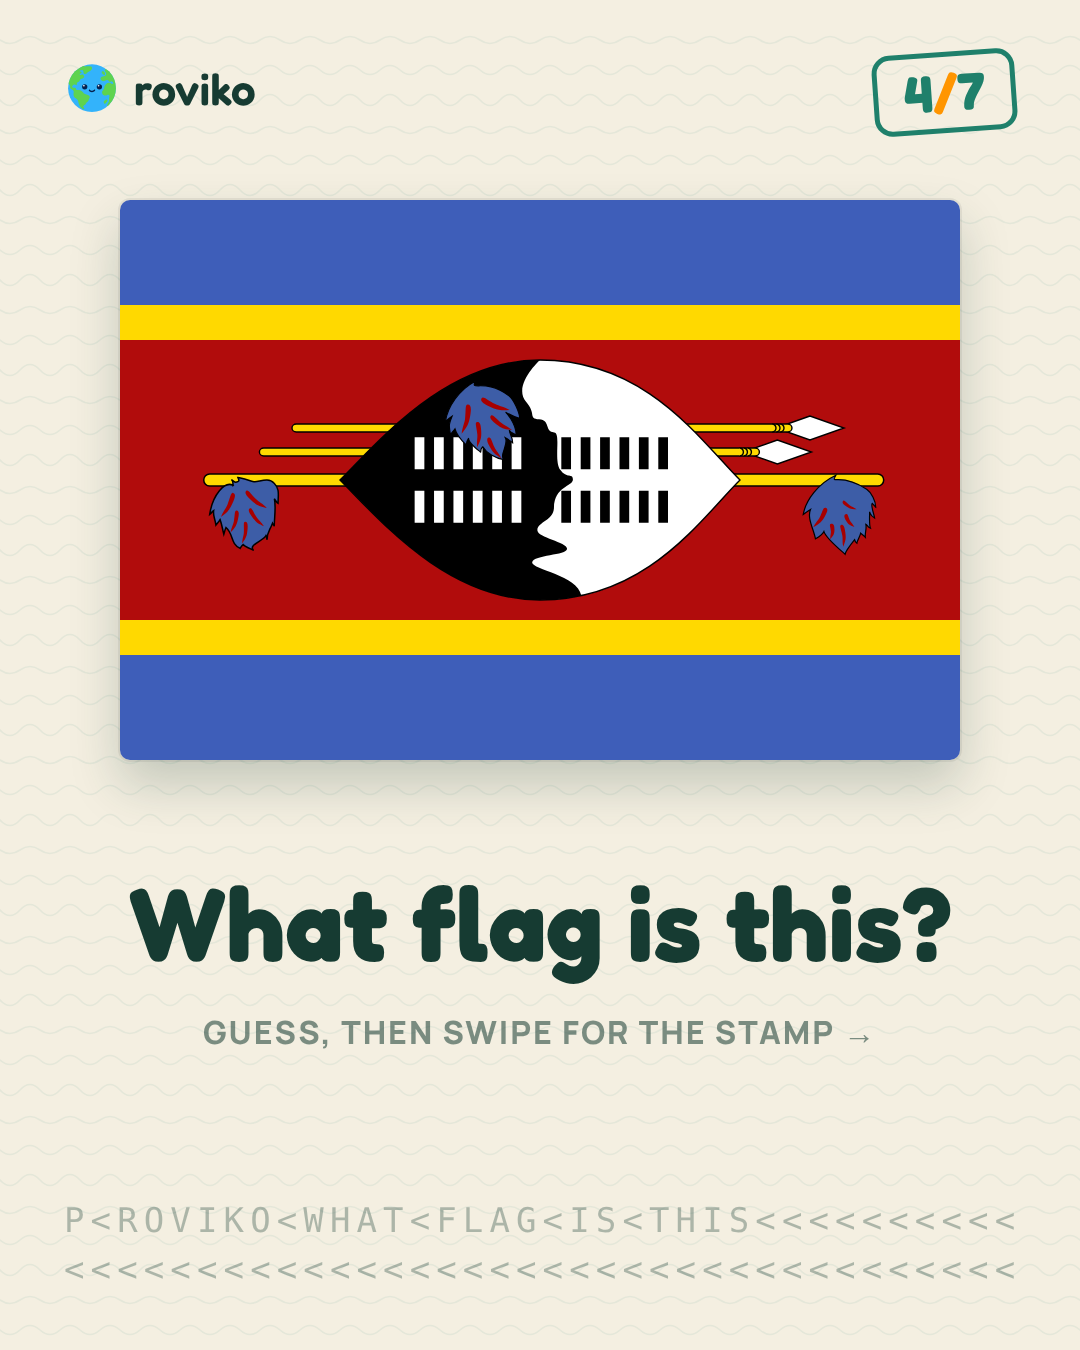 roviko
4/7
What flag is this?
GUESS, THEN SWIPE FOR THE STAMP →
P<ROVIKO<WHAT<FLAG<IS<THIS<<<<<<<<<<
<<<<<<<<<<<<<<<<<<<<<<<<<<<<<<<<<<<<